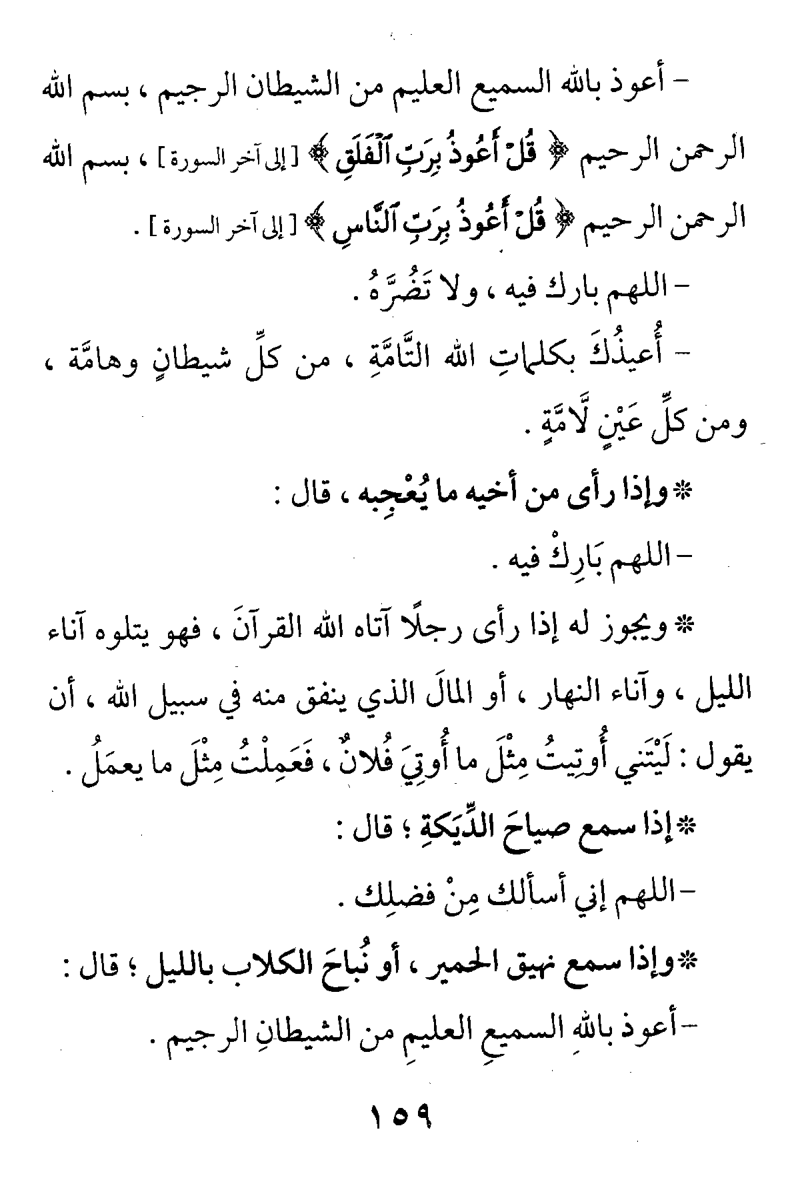 - أعوذ بالله السميع العليم من الشيطان الرجيم ، بسم الله
الرحمن الرحيم ﴿ قُلْ أَعُوذُ بِرَبِّ ٱلْفَلَقِ ﴾ [ إلى آخر السورة ] ، بسم الله
الرحمن الرحيم ﴿ قُلْ أَعُوذُ بِرَبِّ ٱلنَّاسِ ﴾ [ إلى آخر السورة ] .
- اللهم بارك فيه ، ولا تَضُرَّهُ .
- أُعيذُكَ بكلماتِ الله التَّامَّةِ ، من كلِّ شيطانٍ وهامَّة ،
ومن كلِّ عَيْنٍ لَّامَّةٍ .
* وإذا رأى من أخيه ما يُعْجِبه ، قال :
- اللهم بَارِكْ فيه .
* ويجوز له إذا رأى رجلًا آتاه الله القرآنَ ، فهو يتلوه آناء
الليل ، وآناء النهار ، أو المالَ الذي ينفق منه في سبيل الله ، أن
يقول : لَيْتَني أُوتِيتُ مِثْلَ ما أُوتِيَ فُلانٌ ، فَعَمِلْتُ مِثْلَ ما يعمَلُ .
* إذا سمع صياحَ الدِّيَكةِ ؛ قال :
- اللهم إني أسألك مِنْ فضلِك .
* وإذا سمع نهيق الحمير ، أو نُباحَ الكلاب بالليل ؛ قال :
- أعوذ باللهِ السميعِ العليمِ من الشيطانِ الرجيم .
١٥٩